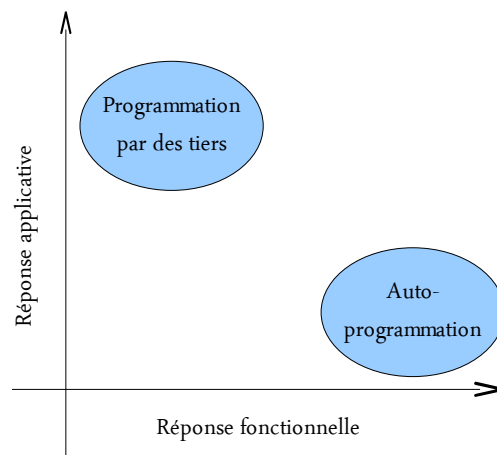 Programmation
par des tiers
Réponse applicative
Auto-
programmation
Réponse fonctionnelle